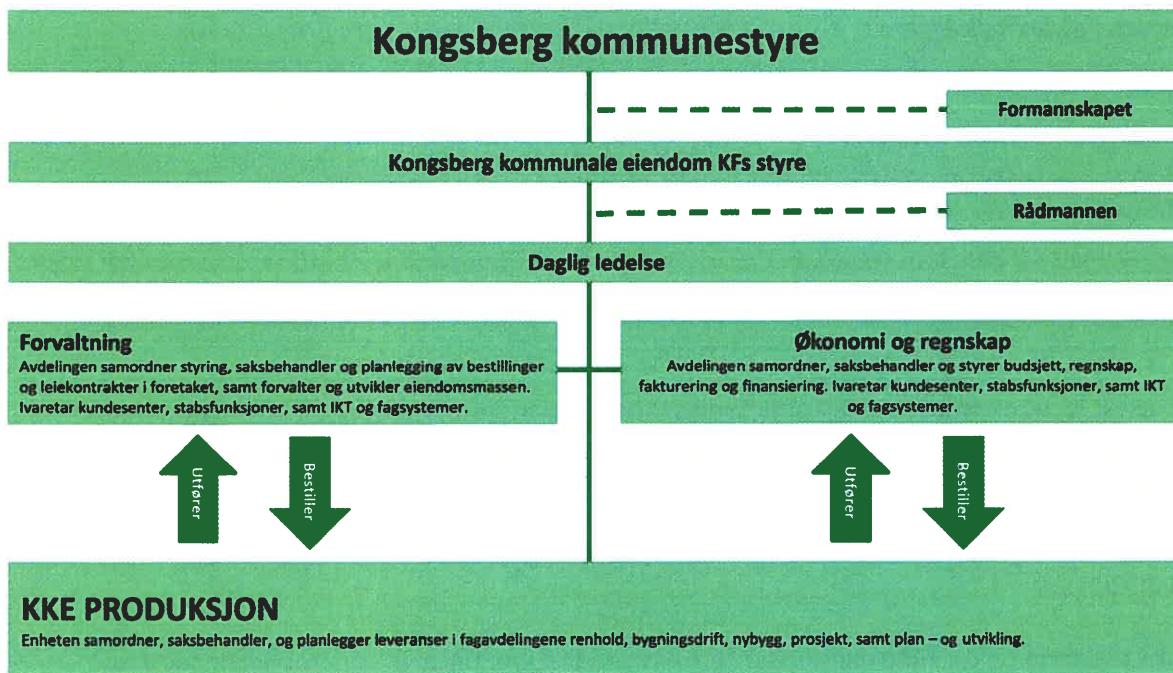 Kongsberg kommunestyre
Formannskapet
Kongsberg kommunale eiendom KFs styre
Rådmannen
Daglig ledelse
Forvaltning
Avdelingen samordner styring, saksbehandler og planlegging av bestillinger
og leiekontrakter i foretaket, samt forvalter og utvikler eiendomsmassen.
Ivaretar kundesenter, stabsfunksjoner, samt IKT og fagsystemer.
Økonomi og regnskap
Avdelingen samordner, saksbehandler og styrer budsjett, regnskap,
fakturering og finansiering. Ivaretar kundesenter, stabsfunksjoner, samt IKT
og fagsystemer.
Utfører
Bestiller
Utfører
Bestiller
KKE PRODUKSJON
Enheten samordner, saksbehandler, og planlegger leveranser i fagavdelingene renhold, bygningsdrift, nybygg, prosjekt, samt plan – og utvikling.